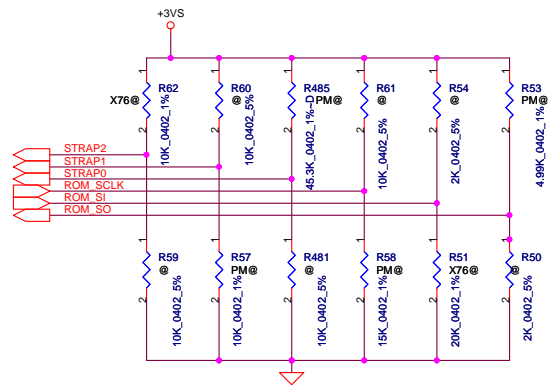 +3VS
1 1 1 1 1 1
R62 R60 R485 R61 R54 R53
X76@ @ PM@ @ @ PM@
10K_0402_1% 10K_0402_5% 45.3K_0402_1%~D 10K_0402_5% 2K_0402_5% 4.99K_0402_1%
2 2 2 2 2 2
STRAP2
STRAP1
STRAP0
ROM_SCLK
ROM_SI
ROM_SO
1 1 1 1 1 1
R59 R57 R481 R58 R51 R50
@ PM@ @ PM@ X76@ @
10K_0402_5% 10K_0402_1% 10K_0402_5% 15K_0402_1% 20K_0402_1% 2K_0402_5%
2 2 2 2 2 2